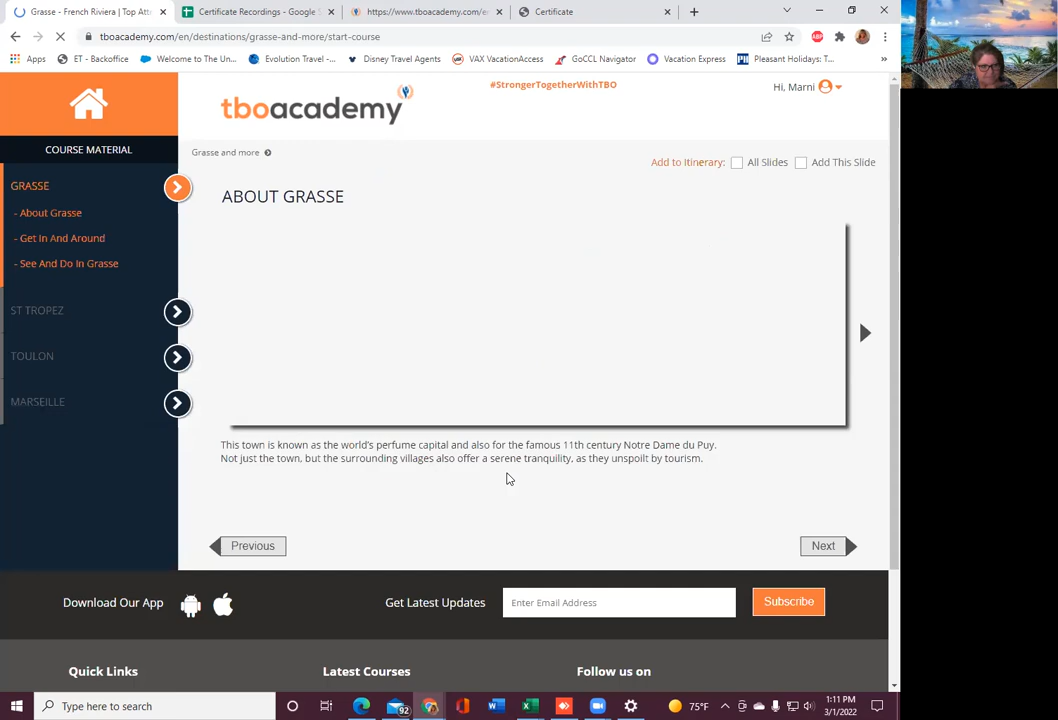 Grasse - French Riviera | Top Att
Certificate Recordings - Google S
https://www.tboacademy.com/en
Certificate
tboacademy.com/en/destinations/grasse-and-more/start-course
Apps
ET - Backoffice
Welcome to The Un...
Evolution Travel -...
Disney Travel Agents
VAX VacationAccess
GoCCL Navigator
Vacation Express
Pleasant Holidays: T...
»
tboacademy
#StrongerTogetherWithTBO
Hi, Marni
COURSE MATERIAL
Grasse and more
Add to Itinerary: All Slides Add This Slide
GRASSE
- About Grasse
- Get In And Around
- See And Do In Grasse
ST TROPEZ
TOULON
MARSEILLE
ABOUT GRASSE
This town is known as the world's perfume capital and also for the famous 11th century Notre Dame du Puy.
Not just the town, but the surrounding villages also offer a serene tranquility, as they unspoilt by tourism.
Previous
Next
Download Our App
Get Latest Updates
Enter Email Address
Subscribe
Quick Links
Latest Courses
Follow us on
Type here to search
92
75°F
1:11 PM
3/1/2022